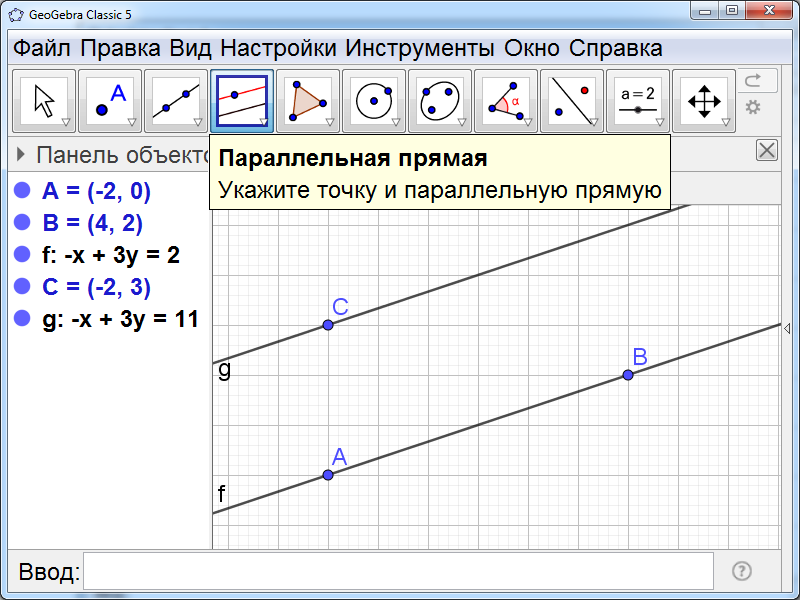 GeoGebra Classic 5
Файл Правка Вид Настройки Инструменты Окно Справка
A
α
a=2
Панель объекто
Параллельная прямая
Укажите точку и параллельную прямую
A = (-2, 0)
B = (4, 2)
f: -x + 3y = 2
C = (-2, 3)
g: -x + 3y = 11
C
B
g
A
f
Ввод:
?